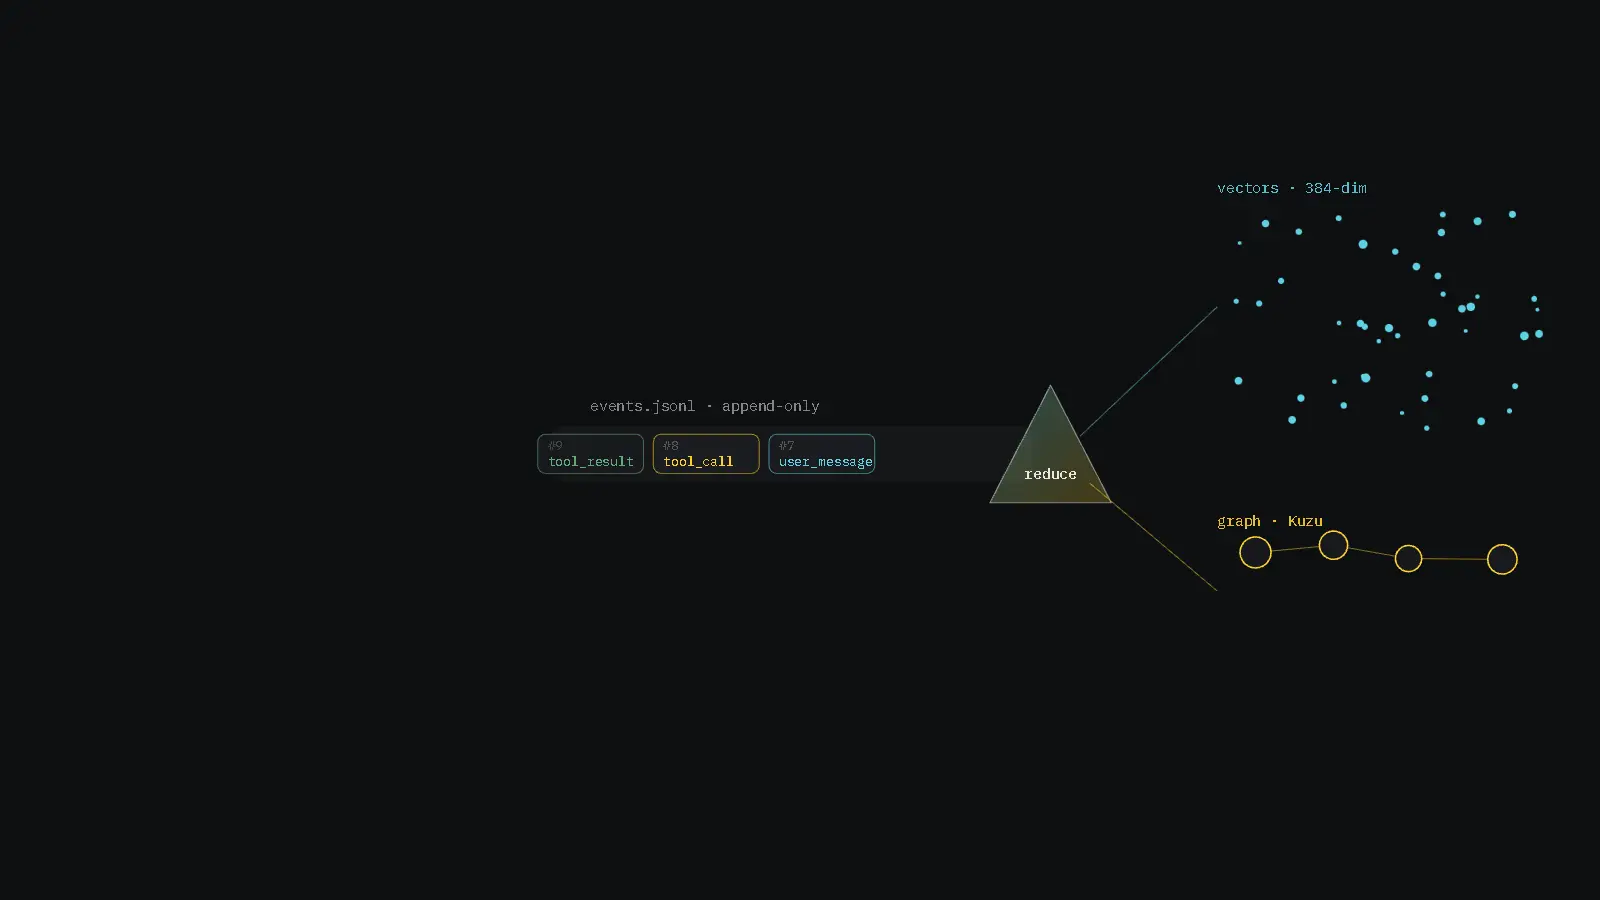 vectors · 384-dim
events.jsonl · append-only
#9
tool_result
#8
tool_call
#7
user_message
reduce
graph · Kuzu